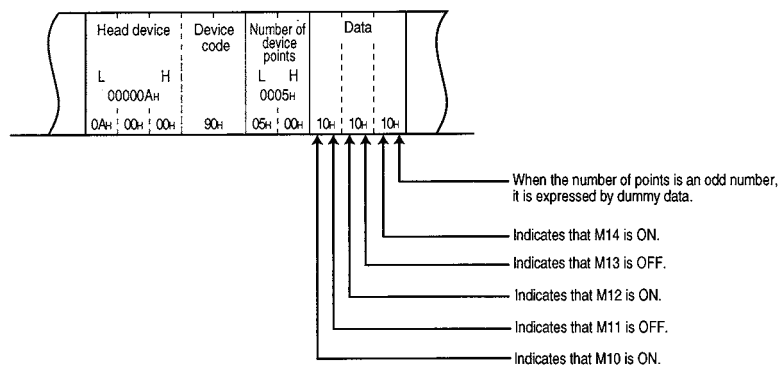 Head device
Device
code
Number of
device
points
Data
L H
00000AH
L H
0005H
0AH 00H 00H 90H 05H 00H 10H 10H 10H
When the number of points is an odd number,
it is expressed by dummy data.
Indicates that M14 is ON.
Indicates that M13 is OFF.
Indicates that M12 is ON.
Indicates that M11 is OFF.
Indicates that M10 is ON.